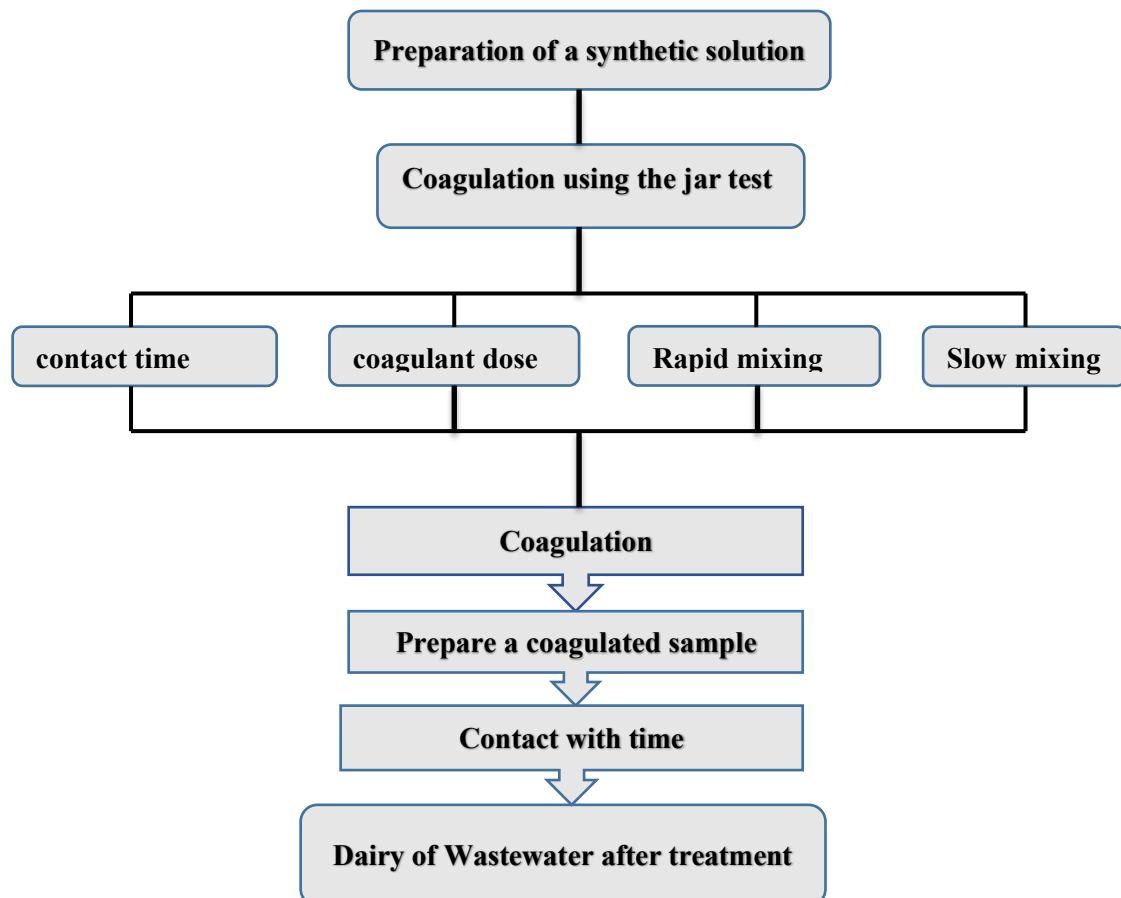 Preparation of a synthetic solution
Coagulation using the jar test
contact time
coagulant dose
Rapid mixing
Slow mixing
Coagulation
Prepare a coagulated sample
Contact with time
Dairy of Wastewater after treatment